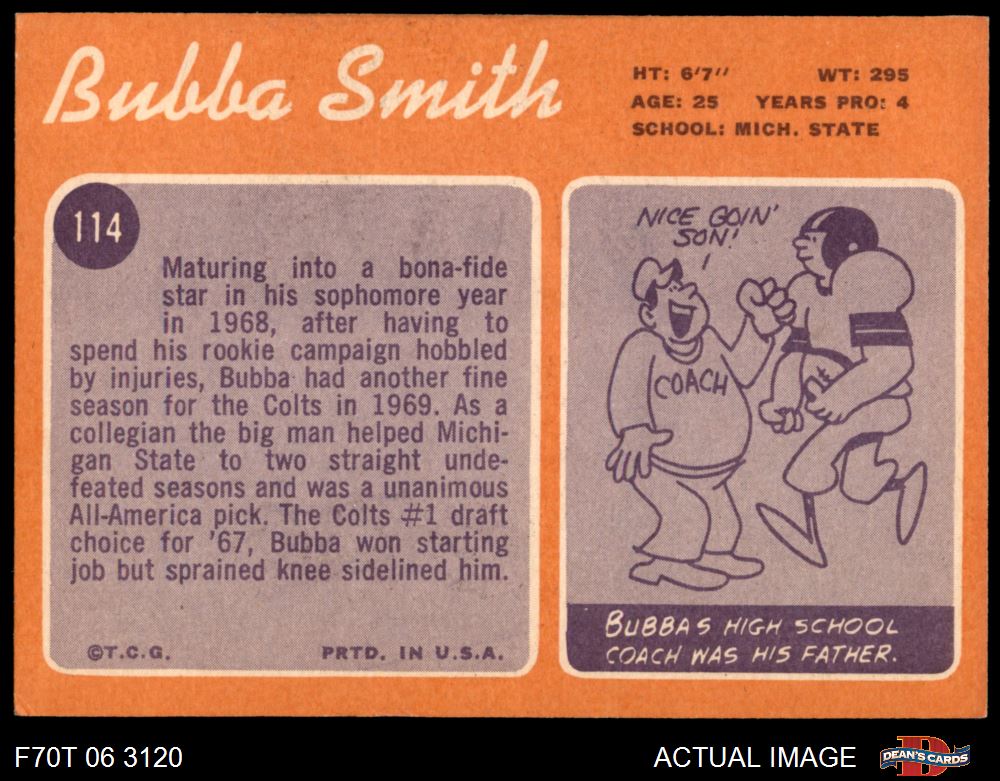 Bubba Smith
HT: 6'7" WT: 295
AGE: 25 YEARS PRO: 4
SCHOOL: MICH. STATE
114
Maturing into a bona-fide
star in his sophomore year
in 1968, after having to
spend his rookie campaign hobbled
by injuries, Bubba had another fine
season for the Colts in 1969. As a
collegian the big man helped Michi-
gan State to two straight unde-
feated seasons and was a unanimous
All-America pick. The Colts #1 draft
choice for '67, Bubba won starting
job but sprained knee sidelined him.
©T.C.G. PRTD. IN U.S.A.
NICE GOIN'
SON!
COACH
BUBBAS HIGH SCHOOL
COACH WAS HIS FATHER.
F70T 06 3120
ACTUAL IMAGE
DEAN'S CARDS